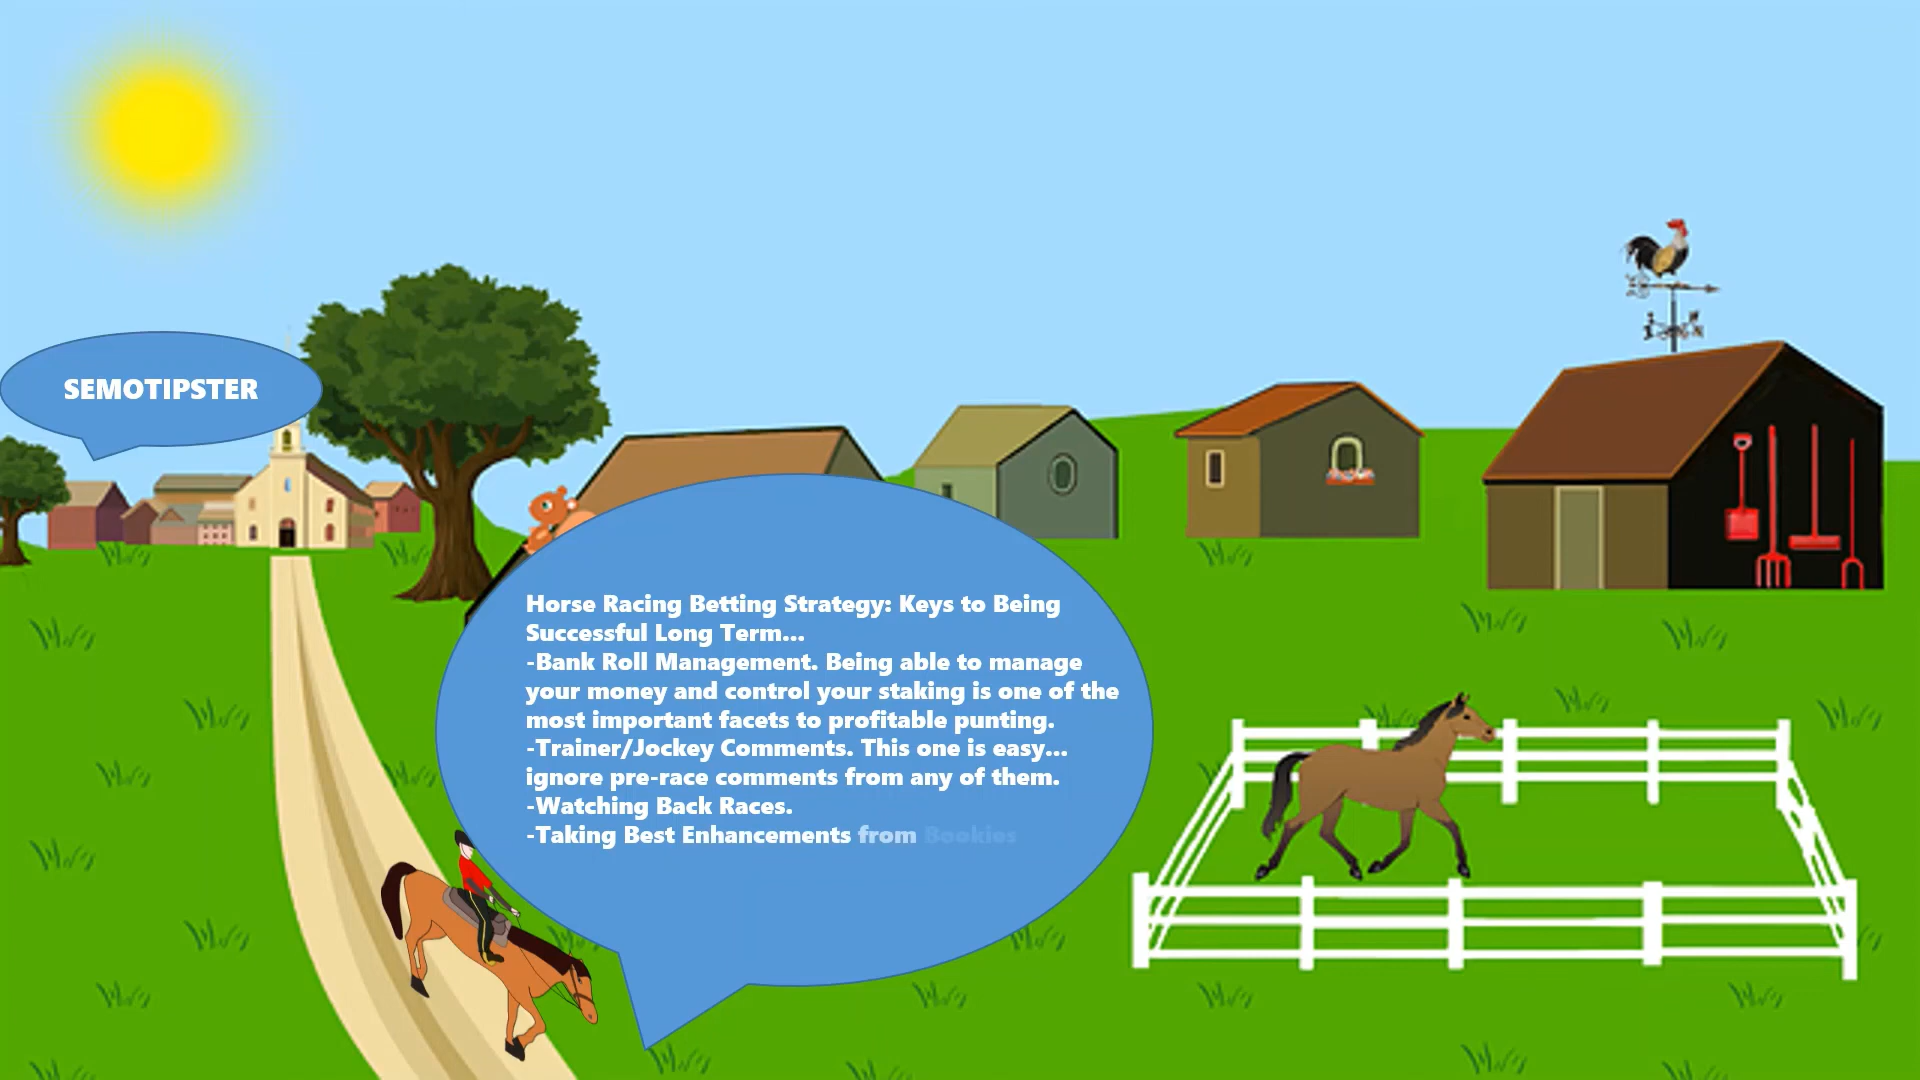 SEMOTIPSTER
Horse Racing Betting Strategy: Keys to Being
Successful Long Term...
-Bank Roll Management. Being able to manage
your money and control your staking is one of the
most important facets to profitable punting.
-Trainer/Jockey Comments. This one is easy...
ignore pre-race comments from any of them.
-Watching Back Races.
-Taking Best Enhancements from Bookies